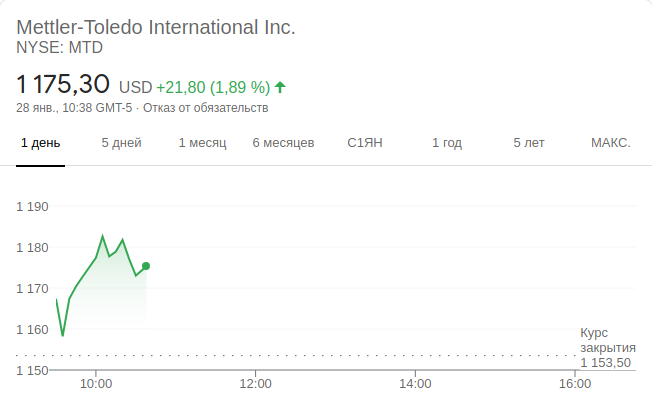 Mettler-Toledo International Inc.
NYSE: MTD
1 175,30 USD +21,80 (1,89 %)
28 янв., 10:38 GMT-5 · Отказ от обязательств
1 день 5 дней 1 месяц 6 месяцев С1ЯН 1 год 5 лет МАКС.
1 190
1 180
1 170
1 160
Курс
закрытия
1 153,50
1 150
10:00 12:00 14:00 16:00